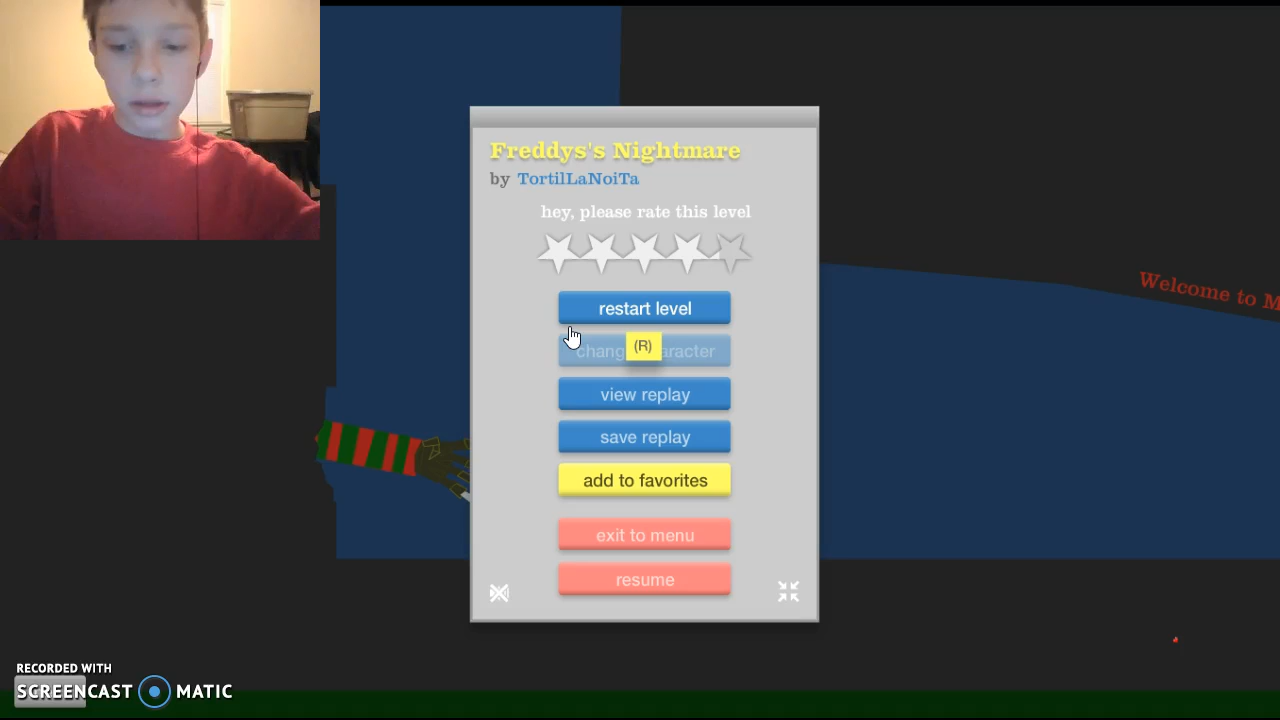 Freddys's Nightmare
by TortilLaNoiTa
hey, please rate this level
restart level
(R)
view replay
save replay
add to favorites
exit to menu
resume
Welcome to
RECORDED WITH
SCREENCAST MATIC